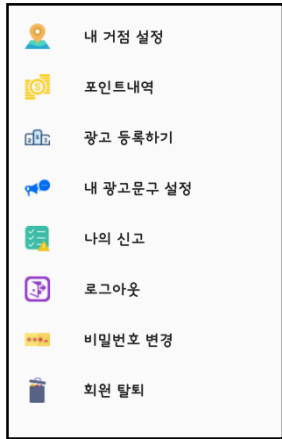 내 거점 설정
포인트내역
광고 등록하기
내 광고문구 설정
나의 신고
로그아웃
비밀번호 변경
회원 탈퇴